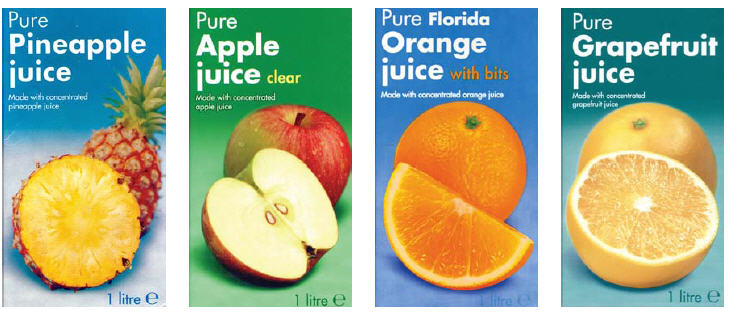 Pure
Pineapple
juice
Made with concentrated
pineapple juice
1 litre e
Pure
Apple
juice clear
Made with concentrated
apple juice
1 litre e
Pure Florida
Orange
juice with bits
Made with concentrated orange juice
1 litre e
Pure
Grapefruit
juice
Made with concentrated
grapefruit juice
1 litre e